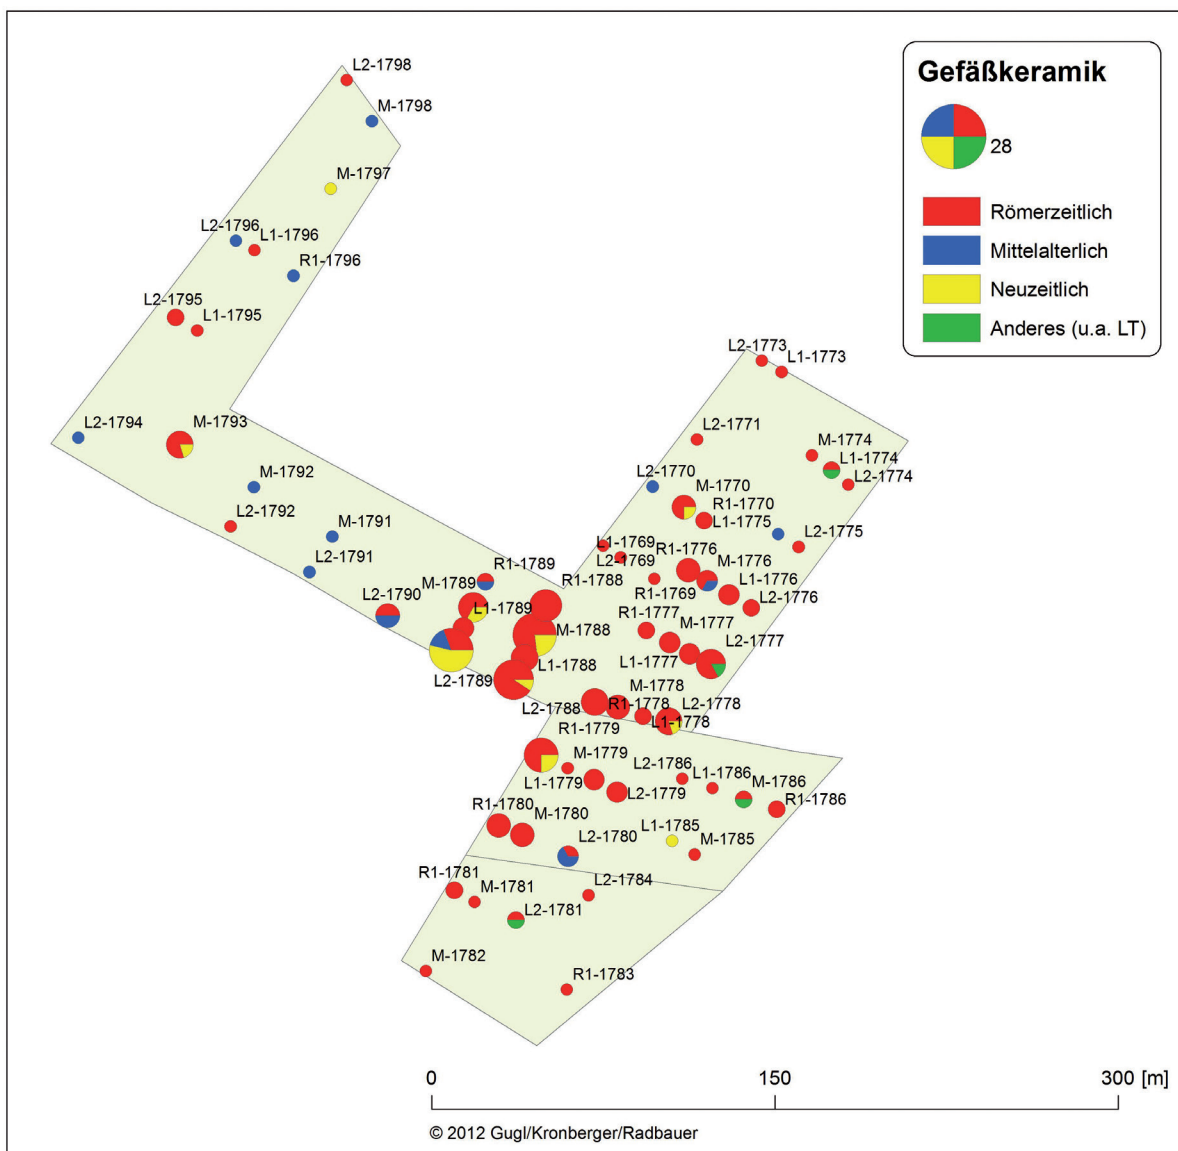 Gefäßkeramik
28
Römerzeitlich
Mittelalterlich
Neuzeitlich
Anderes (u.a. LT)
L2-1798
M-1798
M-1797
L2-1796
L1-1796
R1-1796
L2-1795
L1-1795
L2-1794
M-1793
M-1792
L2-1792
M-1791
L2-1791
L2-1790
M-1789
R1-1789
L1-1789
L2-1789
R1-1788
M-1788
L1-1788
L2-1788
L2-1773
L1-1773
L2-1771
M-1774
L1-1774
L2-1774
L2-1770
M-1770
R1-1770
L1-1775
L2-1775
L1-1769
L2-1769
R1-1769
R1-1776
M-1776
L1-1776
L2-1776
R1-1777
M-1777
L1-1777
L2-1777
M-1778
R1-1778
L2-1778
L1-1778
R1-1779
M-1779
L1-1779
L2-1779
L2-1786
L1-1786
M-1786
R1-1786
R1-1780
M-1780
L2-1780
L1-1785
M-1785
R1-1781
M-1781
L2-1781
L2-1784
M-1782
R1-1783
0 150 300 [m]
© 2012 Gugl/Kronberger/Radbauer